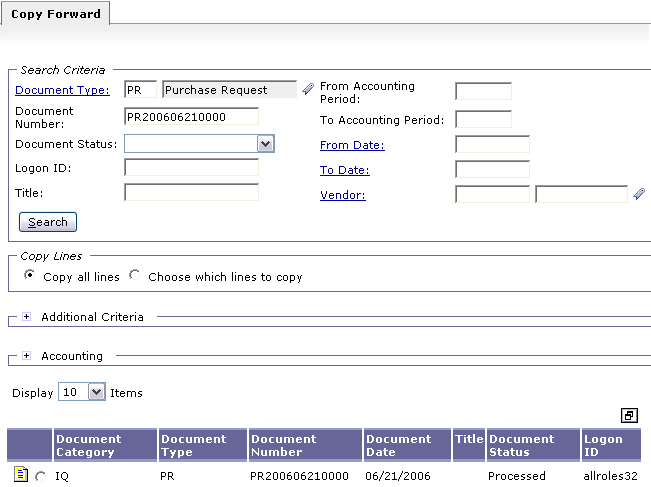 Copy Forward
Search Criteria
Document Type: PR Purchase Request
Document Number: PR200606210000
Document Status:
Logon ID:
Title:
From Accounting Period:
To Accounting Period:
From Date:
To Date:
Vendor:
Search
Copy Lines
Copy all lines Choose which lines to copy
Additional Criteria
Accounting
Display 10 Items
Document Category Document Type Document Number Document Date Title Document Status Logon ID
IQ PR PR200606210000 06/21/2006 Processed allroles32